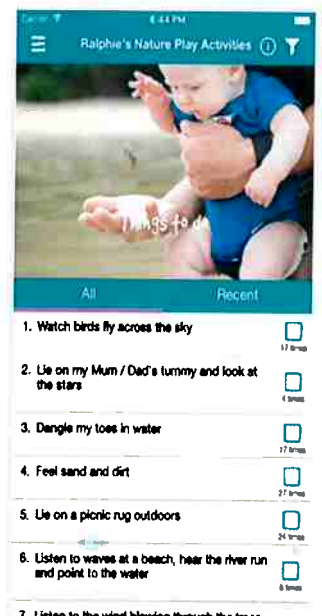 Carrier
4:44 PM
Ralphie's Nature Play Activities
Things to do
All
Recent
1. Watch birds fly across the sky
17 times
2. Lie on my Mum / Dad's tummy and look at
the stars
4 times
3. Dangle my toes in water
17 times
4. Feel sand and dirt
27 times
5. Lie on a picnic rug outdoors
24 times
6. Listen to waves at a beach, hear the river run
and point to the water
6 times
7. Listen to the wind blowing through the trees